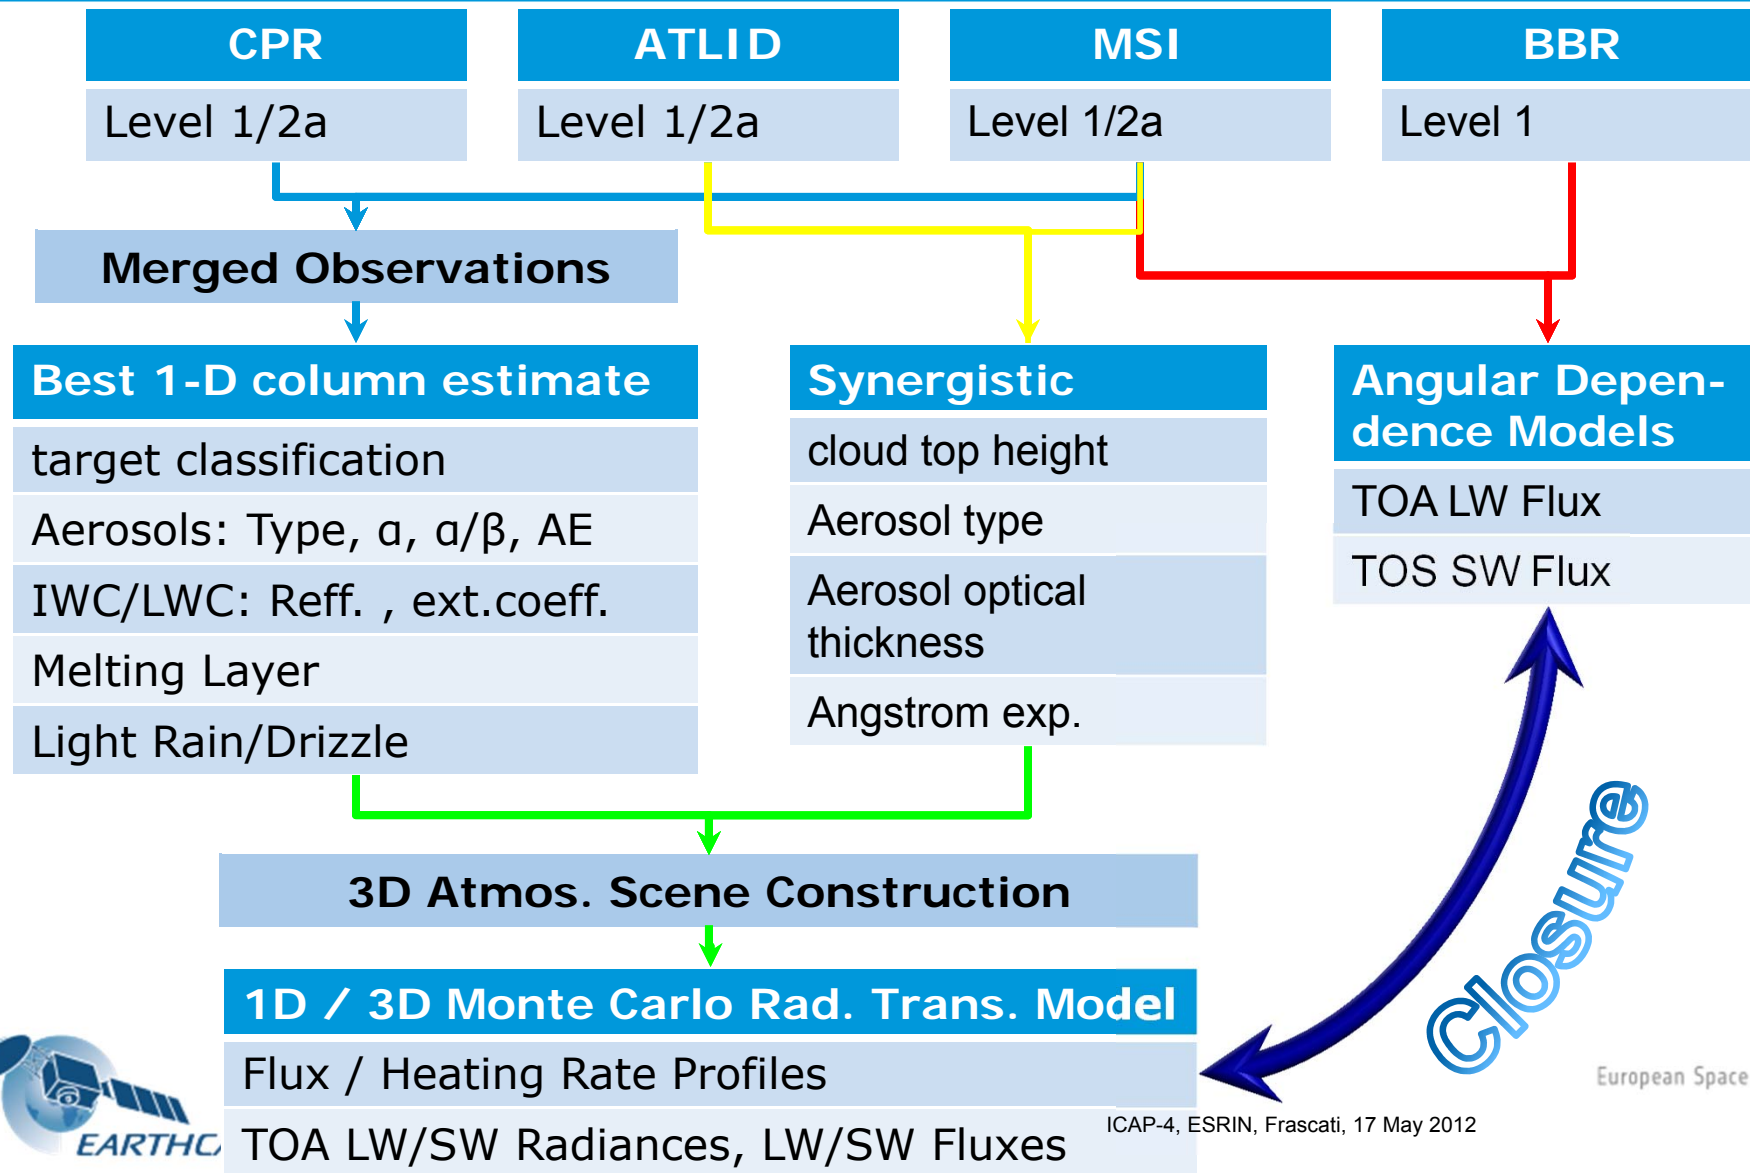 CPR
ATLID
MSI
BBR
Level 1/2a
Level 1/2a
Level 1/2a
Level 1
Merged Observations
Best 1-D column estimate
target classification
Aerosols: Type, α, α/β, AE
IWC/LWC: Reff. , ext.coeff.
Melting Layer
Light Rain/Drizzle
Synergistic
cloud top height
Aerosol type
Aerosol optical
thickness
Angstrom exp.
Angular Depen-
dence Models
TOA LW Flux
TOS SW Flux
Closure
3D Atmos. Scene Construction
1D / 3D Monte Carlo Rad. Trans. Model
Flux / Heating Rate Profiles
TOA LW/SW Radiances, LW/SW Fluxes
EARTHC
European Space
ICAP-4, ESRIN, Frascati, 17 May 2012